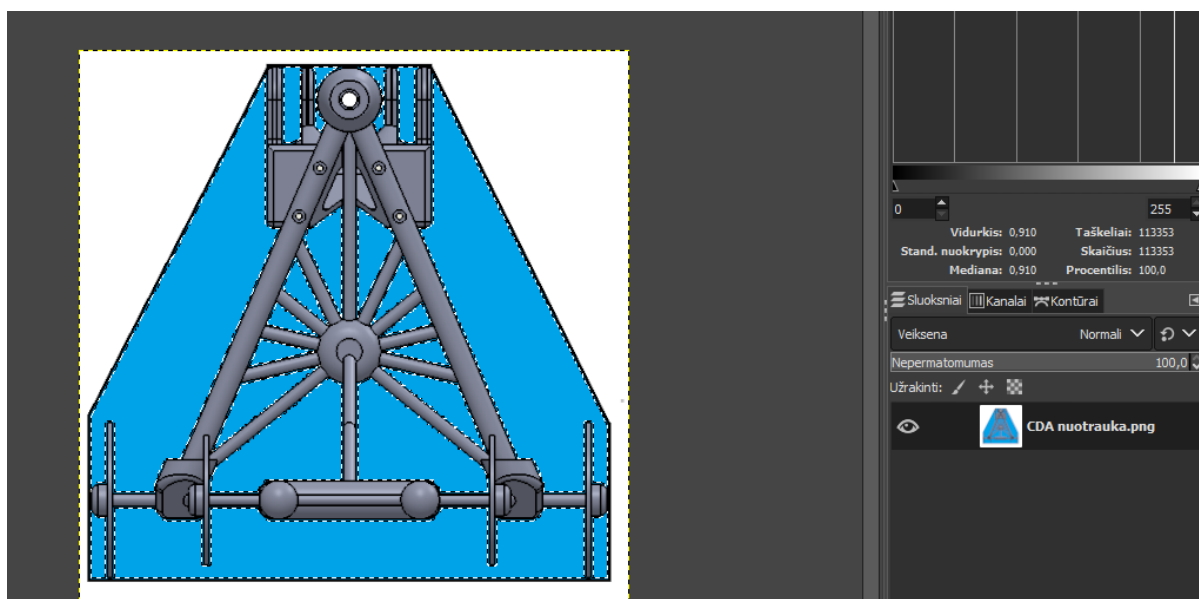 0 255
Vidurkis: 0,910 Taškeliai: 113353
Stand. nuokrypis: 0,000 Skaičius: 113353
Mediana: 0,910 Procentilis: 100,0
Sluoksniai Kanalai Kontūrai
Veiksena Normali
Nepermatomumas 100,0
Užrakinti:
CDA nuotrauka.png